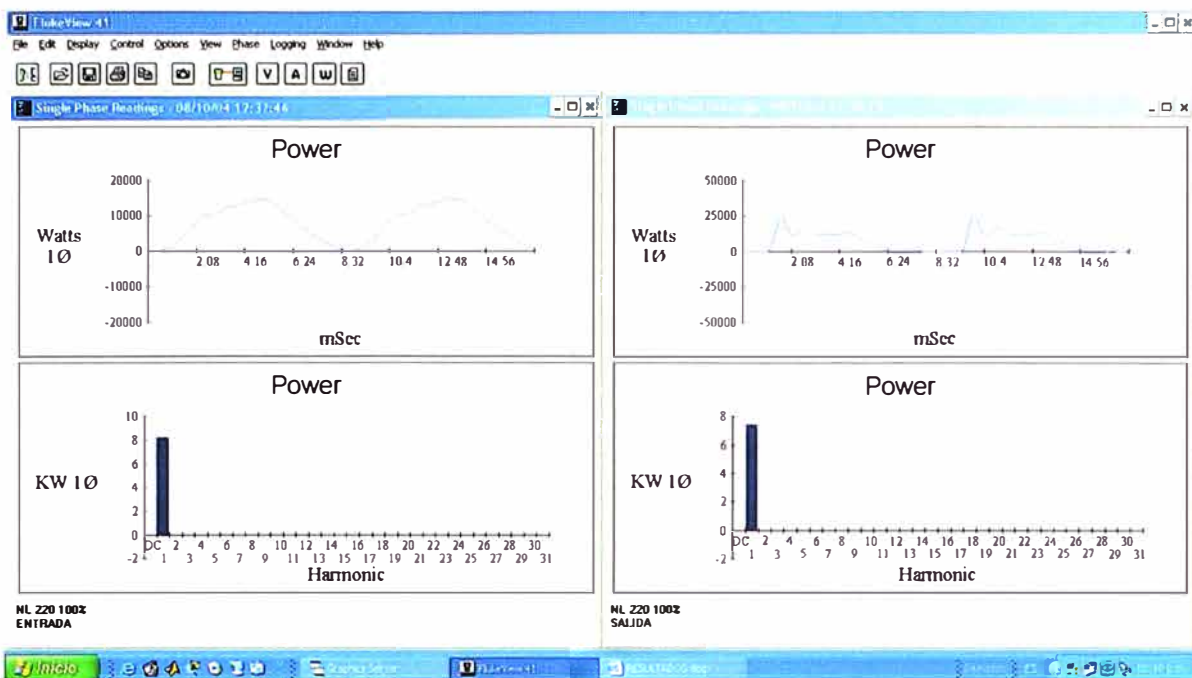 FlukeView 41
File Edit Display Control Options View Phase Logging Window Help
V A W
Single Phase Readings - 08/10/04 17:37:46
Power
Watts
1Ø
20000
10000
0
-10000
-20000
2.08 4.16 6.24 8.32 10.4 12.48 14.56
mSec
Power
Watts
1Ø
50000
25000
0
-25000
-50000
2.08 4.16 6.24 8.32 10.4 12.48 14.56
mSec
Power
KW 1Ø
10
8
6
4
2
0
-2
DC 2 4 6 8 10 12 14 16 18 20 22 24 26 28 30
1 3 5 7 9 11 13 15 17 19 21 23 25 27 29 31
Harmonic
Power
KW 1Ø
8
6
4
2
0
-2
DC 2 4 6 8 10 12 14 16 18 20 22 24 26 28 30
1 3 5 7 9 11 13 15 17 19 21 23 25 27 29 31
Harmonic
NL 220 100%
ENTRADA
NL 220 100%
SALIDA
Inicio
Graphics Server
FlukeView 41